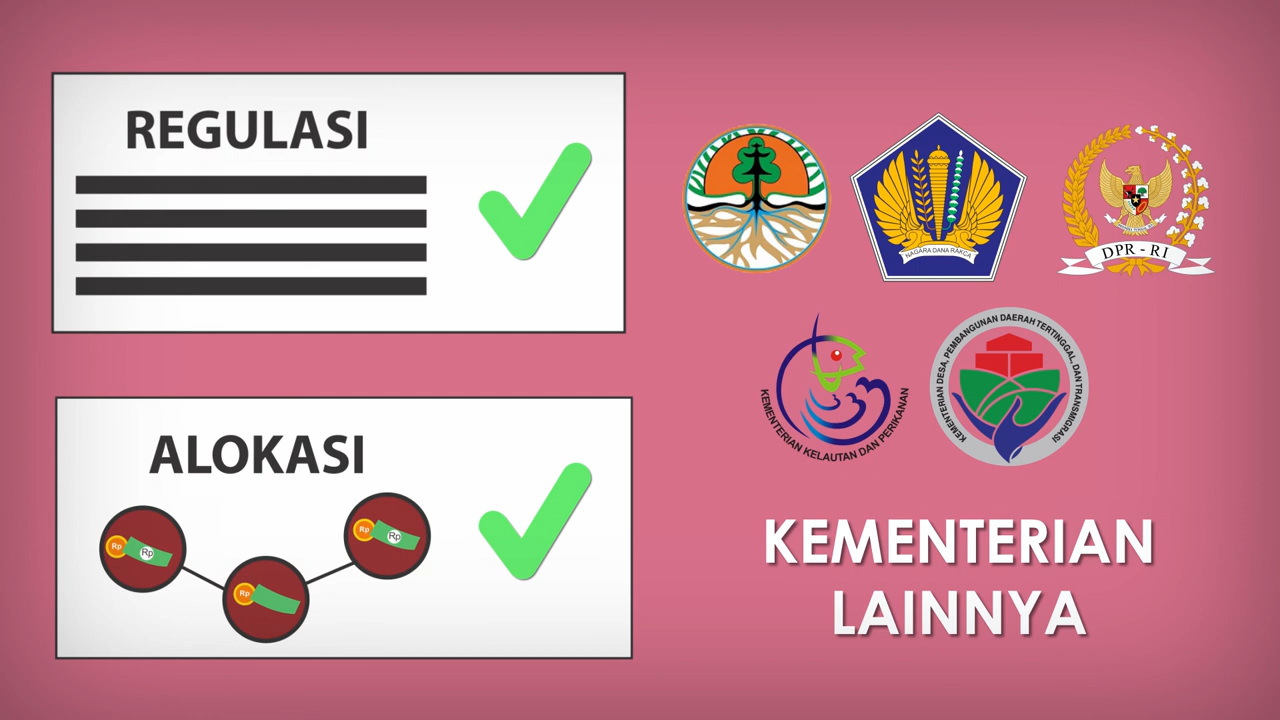 REGULASI
ALOKASI
Rp
Rp
Rp
Rp
Rp
NAGARA DANA RAKÇA
DPR - RI
KEMENTERIAN KELAUTAN DAN PERIKANAN
KEMENTERIAN DESA, PEMBANGUNAN DAERAH TERTINGGAL, DAN TRANSMIGRASI
KEMENTERIAN
LAINNYA